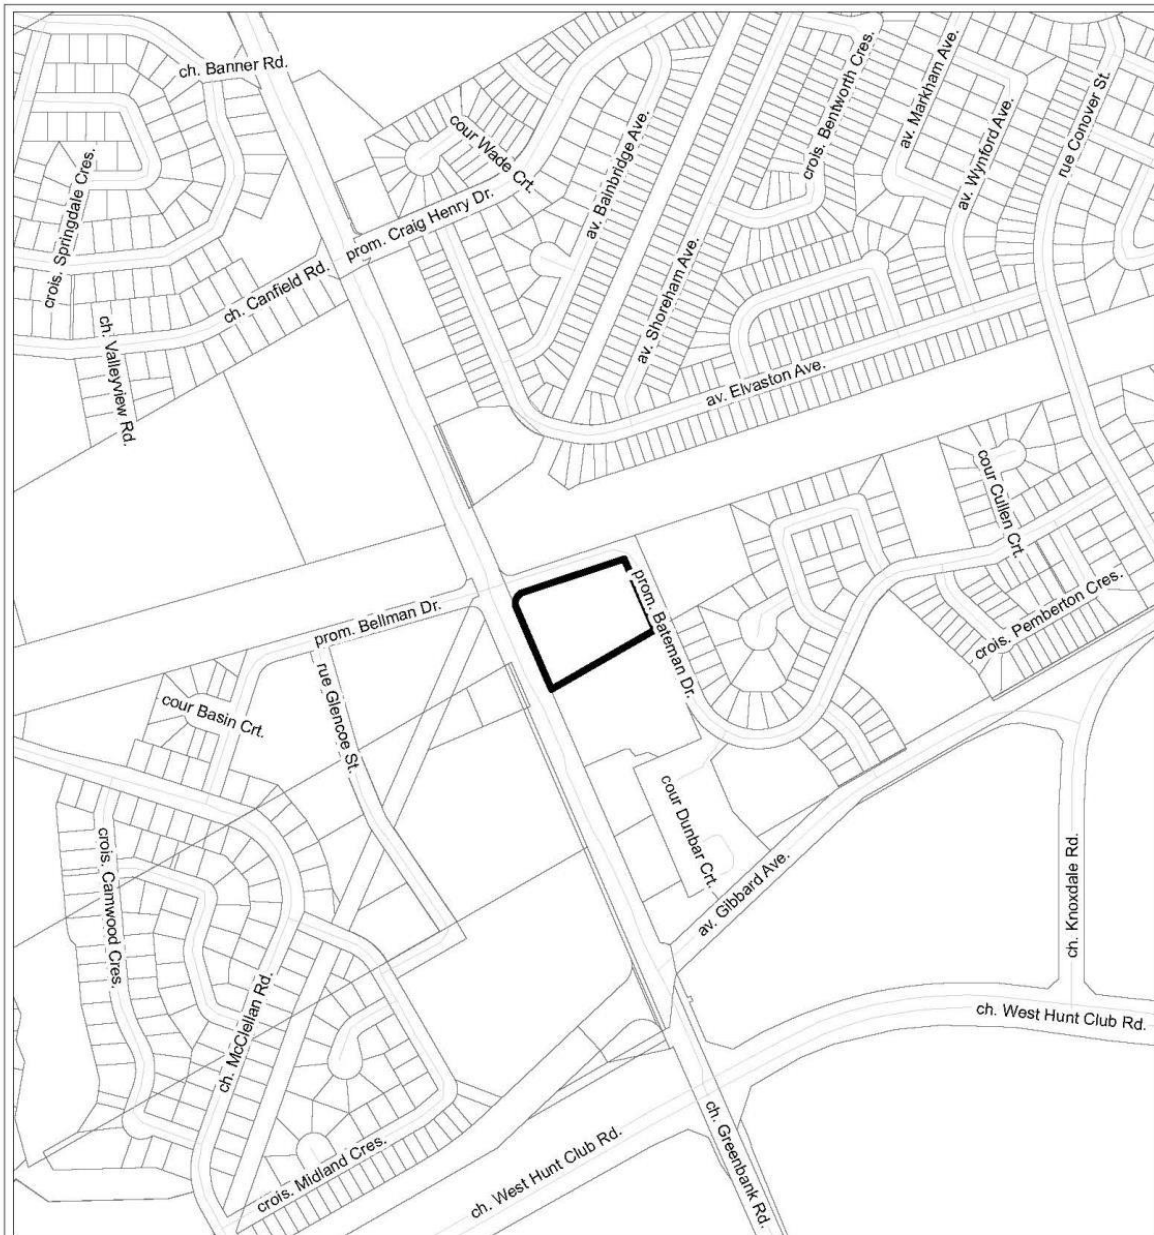 ch. Banner Rd.
crois. Springdale Cres.
ch. Valleyview Rd.
ch. Canfield Rd.
prom. Craig Henry Dr.
cour Wade Crt.
av. Bainbridge Ave.
av. Shoreham Ave.
crois. Bentworth Cres.
av. Markham Ave.
av. Wynford Ave.
rue Conover St.
av. Elvaston Ave.
cour Cullen Crt.
crois. Pemberton Cres.
prom. Bellman Dr.
prom. Bateman Dr.
rue Glencoe St.
cour Basin Crt.
cour Dunbar Crt.
av. Gibbard Ave.
crois. Camwood Cres.
ch. McClellan Rd.
ch. Knoxdale Rd.
ch. West Hunt Club Rd.
crois. Midland Cres.
ch. West Hunt Club Rd.
ch. Greenbank Rd.